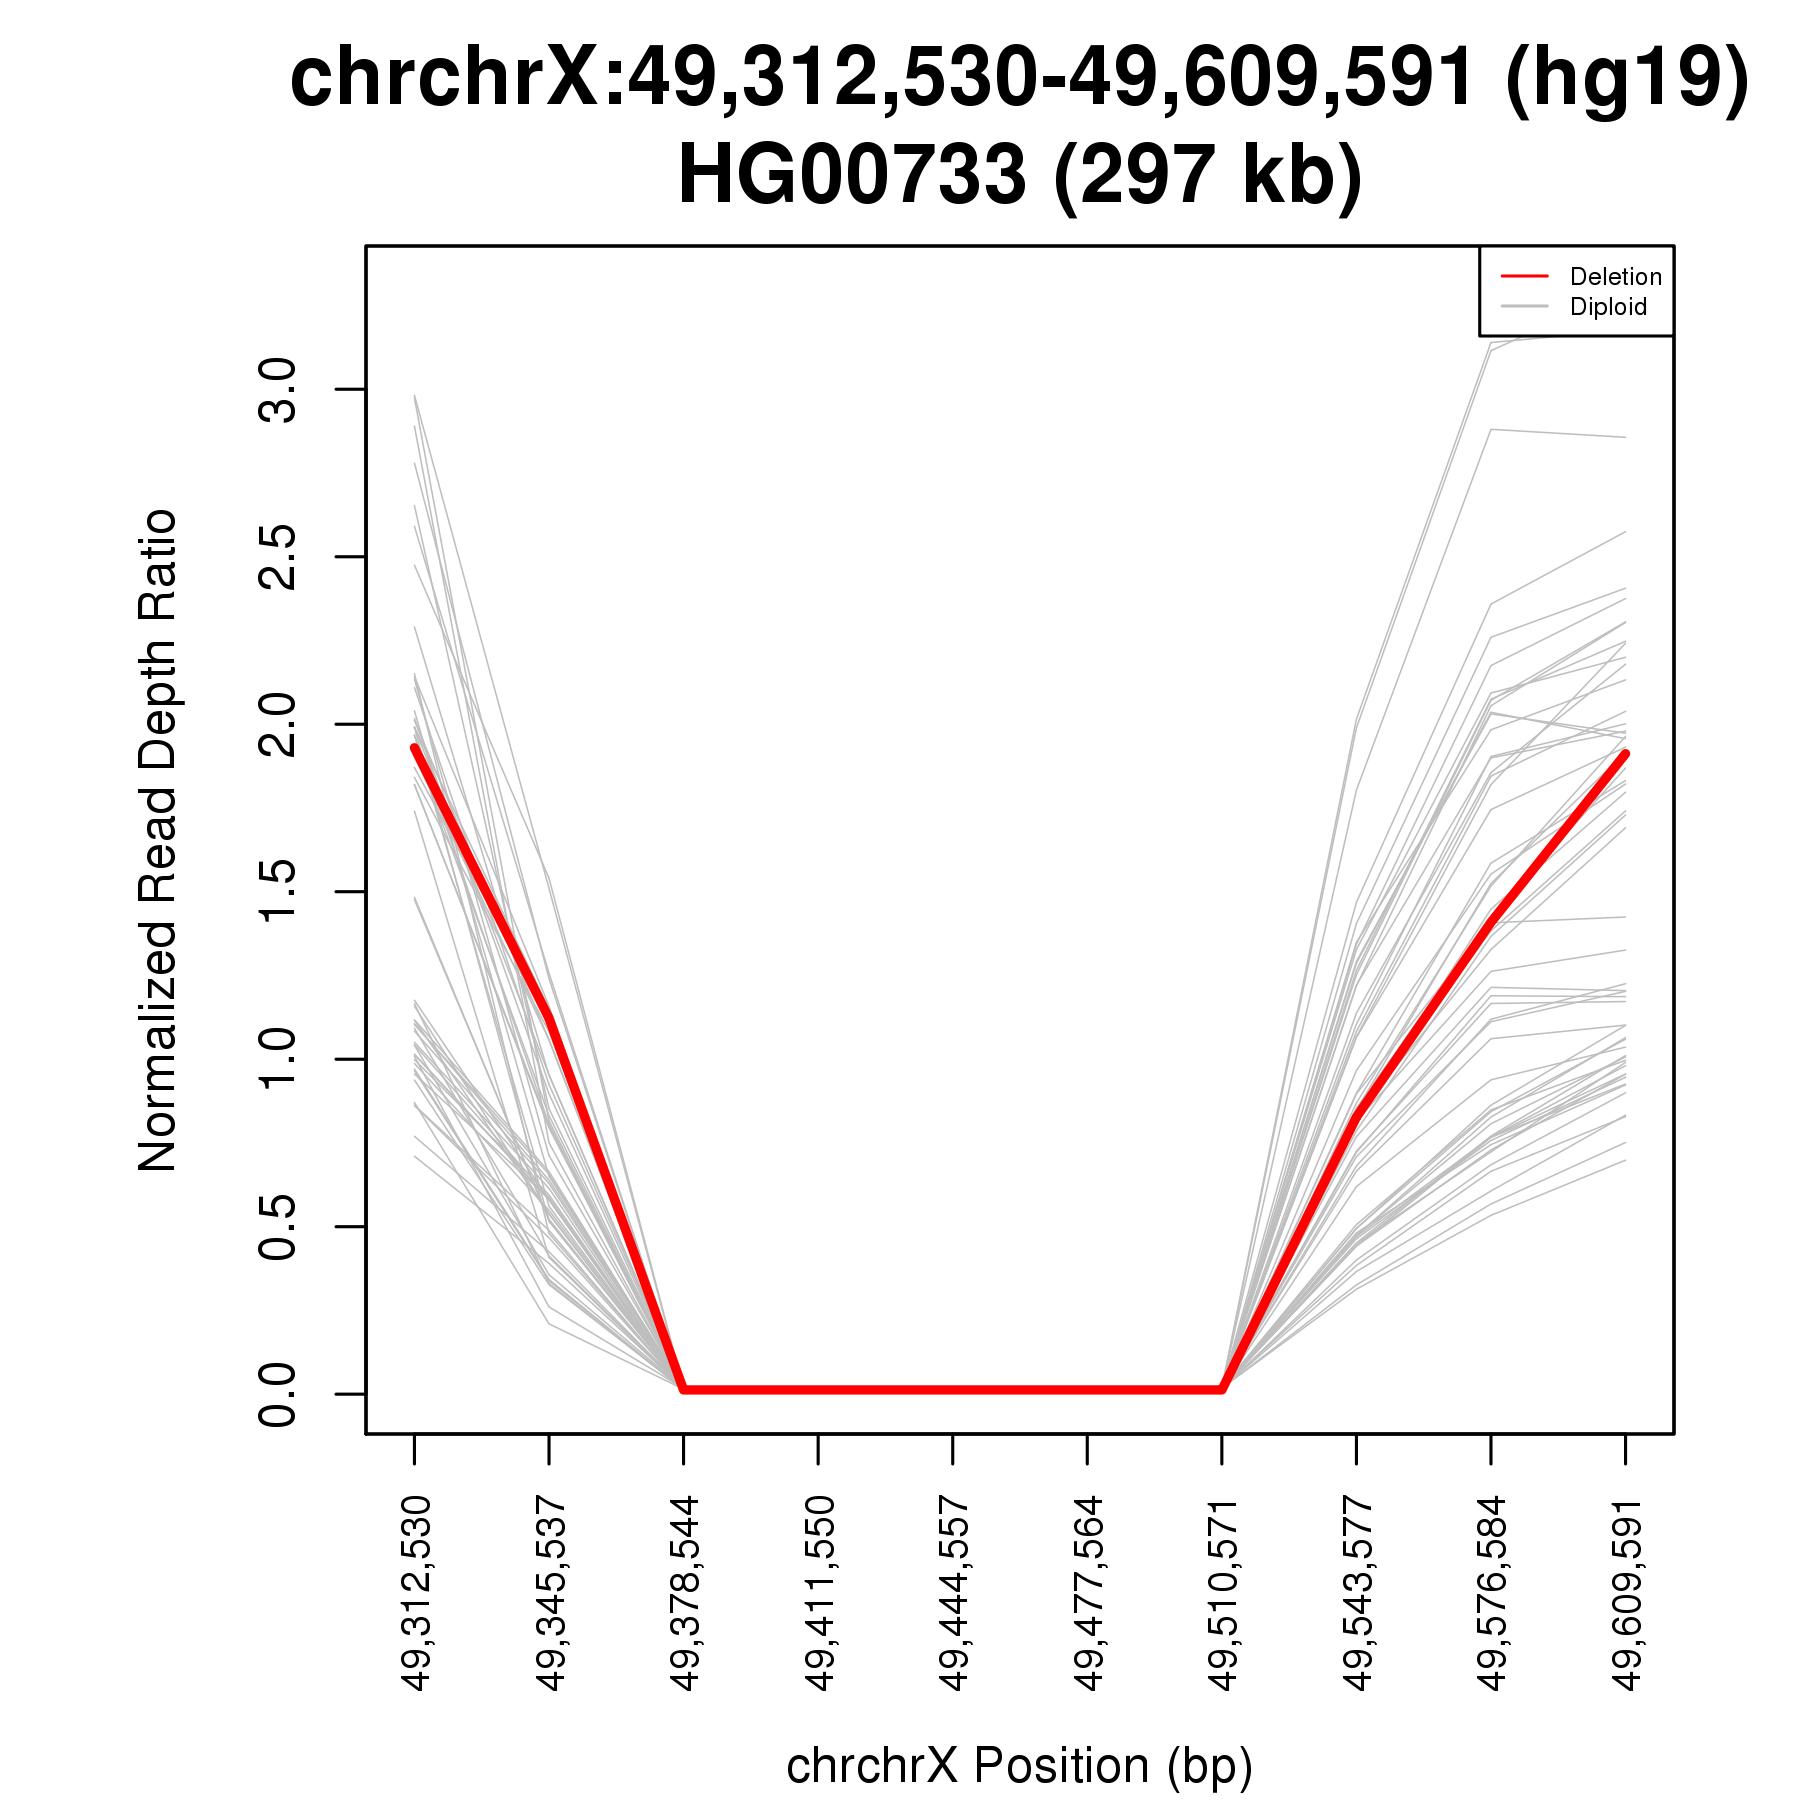 chrchrX:49,312,530-49,609,591 (hg19)
HG00733 (297 kb)
Deletion
Diploid
Normalized Read Depth Ratio
3.0
2.5
2.0
1.5
1.0
0.5
0.0
49,312,530
49,345,537
49,378,544
49,411,550
49,444,557
49,477,564
49,510,571
49,543,577
49,576,584
49,609,591
chrchrX Position (bp)